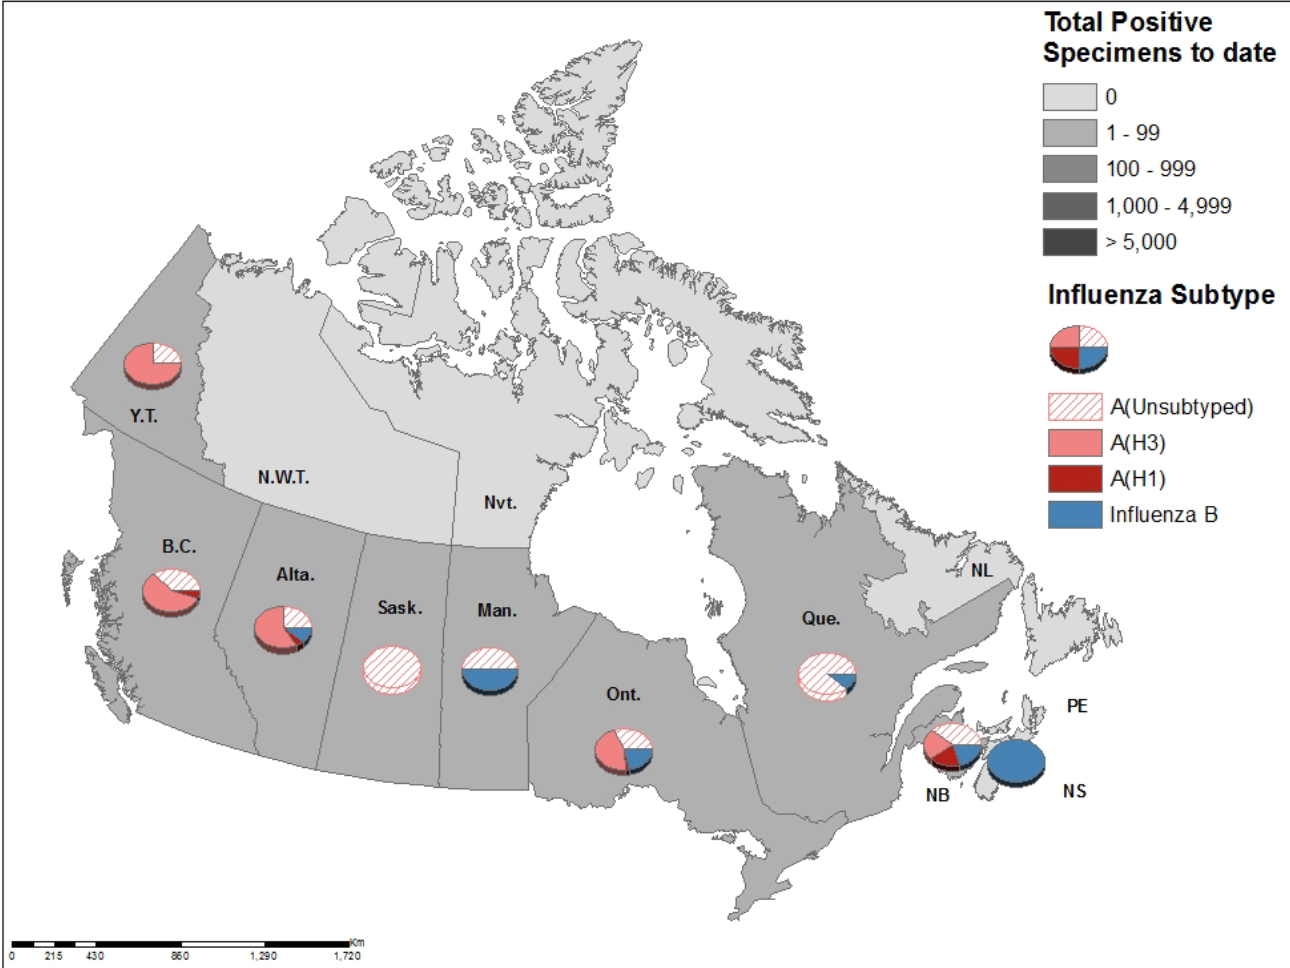 Total Positive
Specimens to date
0
1 - 99
100 - 999
1,000 - 4,999
> 5,000
Influenza Subtype
A(Unsubtyped)
A(H3)
A(H1)
Influenza B
Y.T.
N.W.T.
Nvt.
B.C.
Alta.
Sask.
Man.
Ont.
Que.
NL
PE
NB
NS
Km
0 215 430 860 1,290 1,720